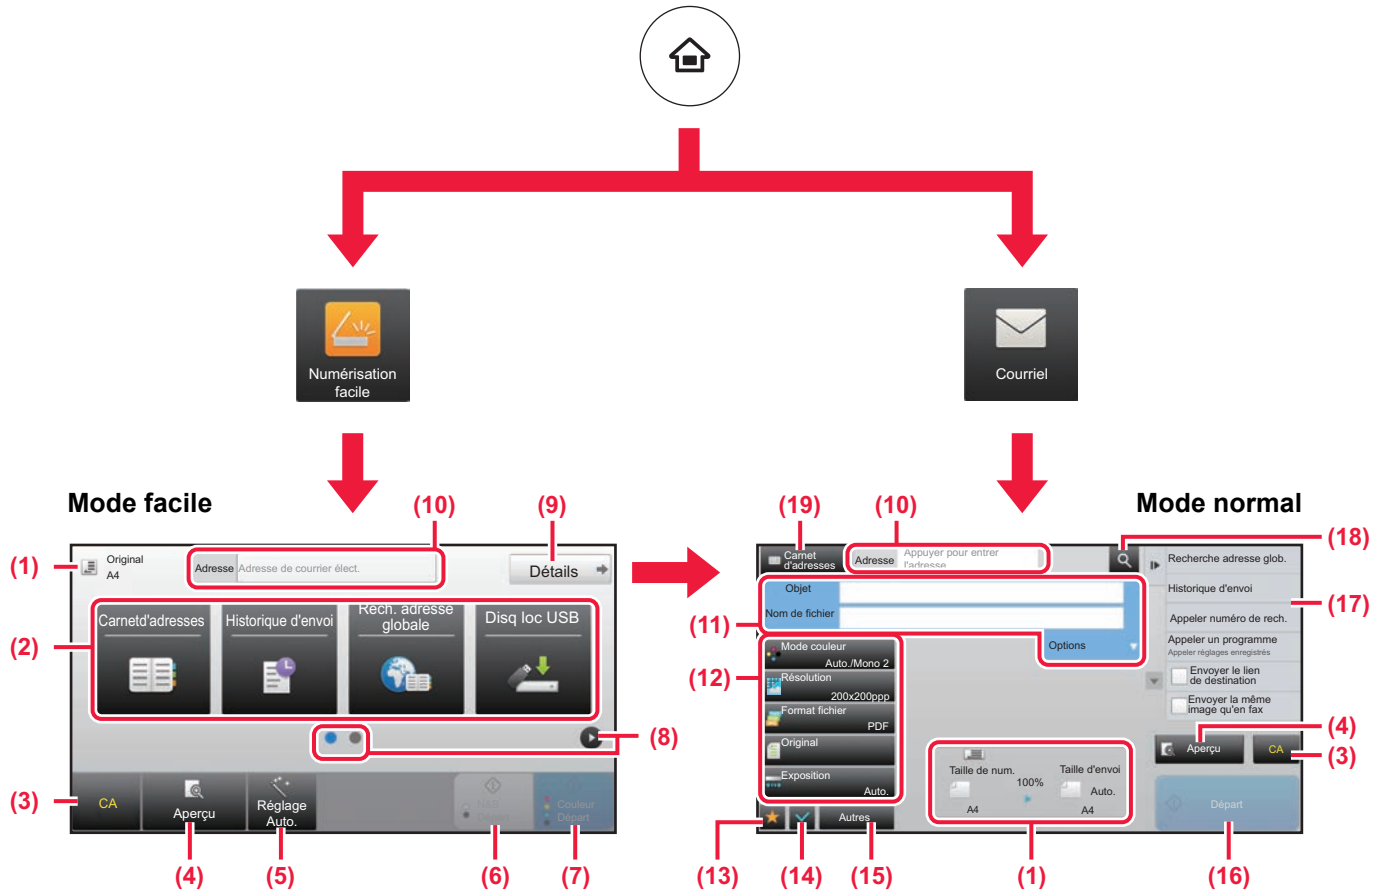 Numérisation
facile
Courriel
Mode facile
Mode normal
(10)
(9)
(19)
(10)
(18)
(1)
Original
A4
Adresse
Adresse de courrier élect.
Détails
Carnet d'adresses
Adresse
Appuyer pour entrer
l'adresse
Recherche adresse glob.
Objet
Nom de fichier
Options
(11)
Historique d'envoi
Appeler numéro de rech.
(17)
Appeler un programme
Appeler réglages enregistrés
Envoyer le lien
de destination
Envoyer la même
image qu'en fax
(2)
Carnetd'adresses
Historique d'envoi
Rech. adresse
globale
Disq loc USB
(12)
Mode couleur
Auto./Mono 2
Résolution
200x200ppp
Format fichier
PDF
Original
Exposition
Auto.
(8)
(4)
Aperçu
CA
(3)
Taille de num.
100%
Taille d'envoi
Auto.
A4
A4
(3)
CA
Aperçu
Réglage
Auto.
N&B
Départ
Couleur
Départ
Autres
Départ
(4)
(5)
(6)
(7)
(13)
(14)
(15)
(1)
(16)